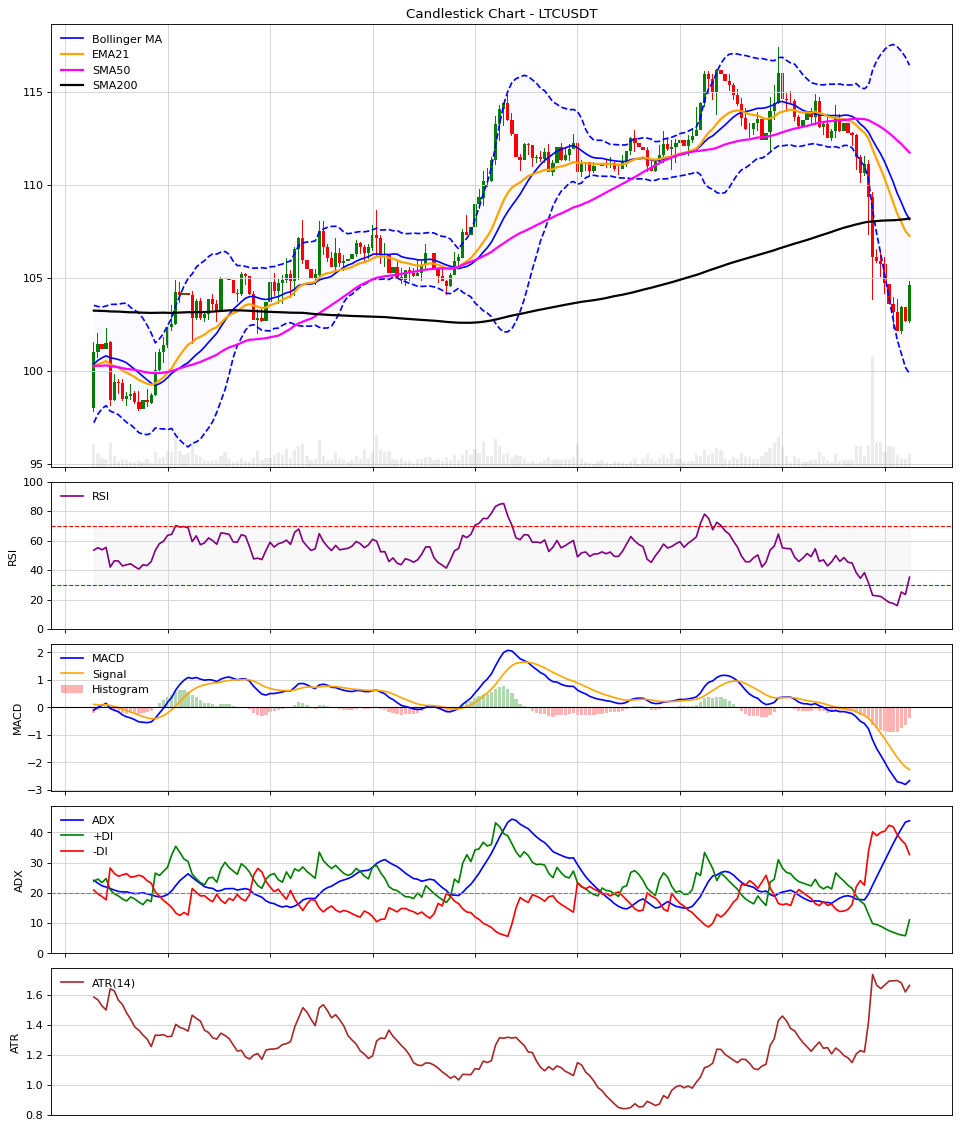 Candlestick Chart - LTCUSDT
Bollinger MA
EMA21
SMA50
SMA200
115
110
105
100
95
RSI
100
80
60
40
20
0
RSI
MACD
Signal
Histogram
2
1
0
−1
−2
−3
MACD
ADX
+DI
-DI
40
30
20
10
0
ADX
ATR(14)
1.6
1.4
1.2
1.0
0.8
ATR